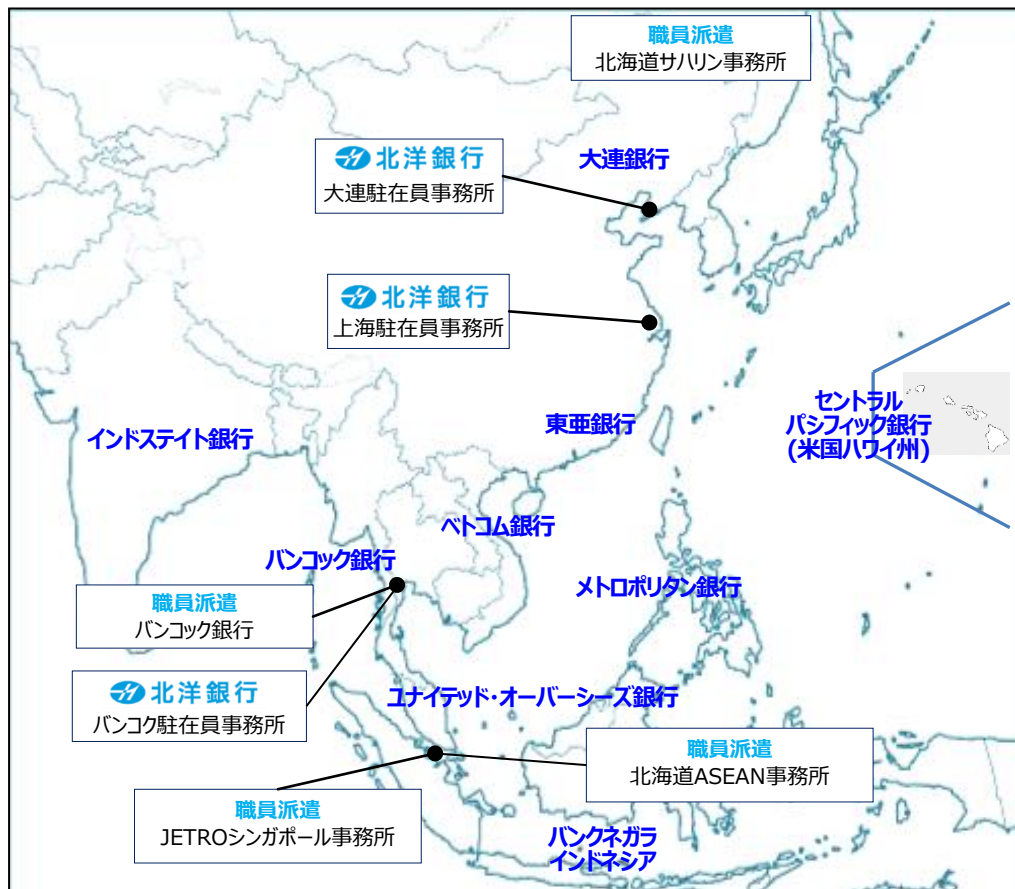 職員派遣
北海道サハリン事務所
北洋銀行
大連駐在員事務所
大連銀行
北洋銀行
上海駐在員事務所
セントラル
パシフィック銀行
(米国ハワイ州)
インドステイト銀行
東亜銀行
ベトコム銀行
バンコック銀行
メトロポリタン銀行
職員派遣
バンコック銀行
北洋銀行
バンコク駐在員事務所
ユナイテッド・オーバーシーズ銀行
職員派遣
北海道ASEAN事務所
職員派遣
JETROシンガポール事務所
バンクネガラ
インドネシア